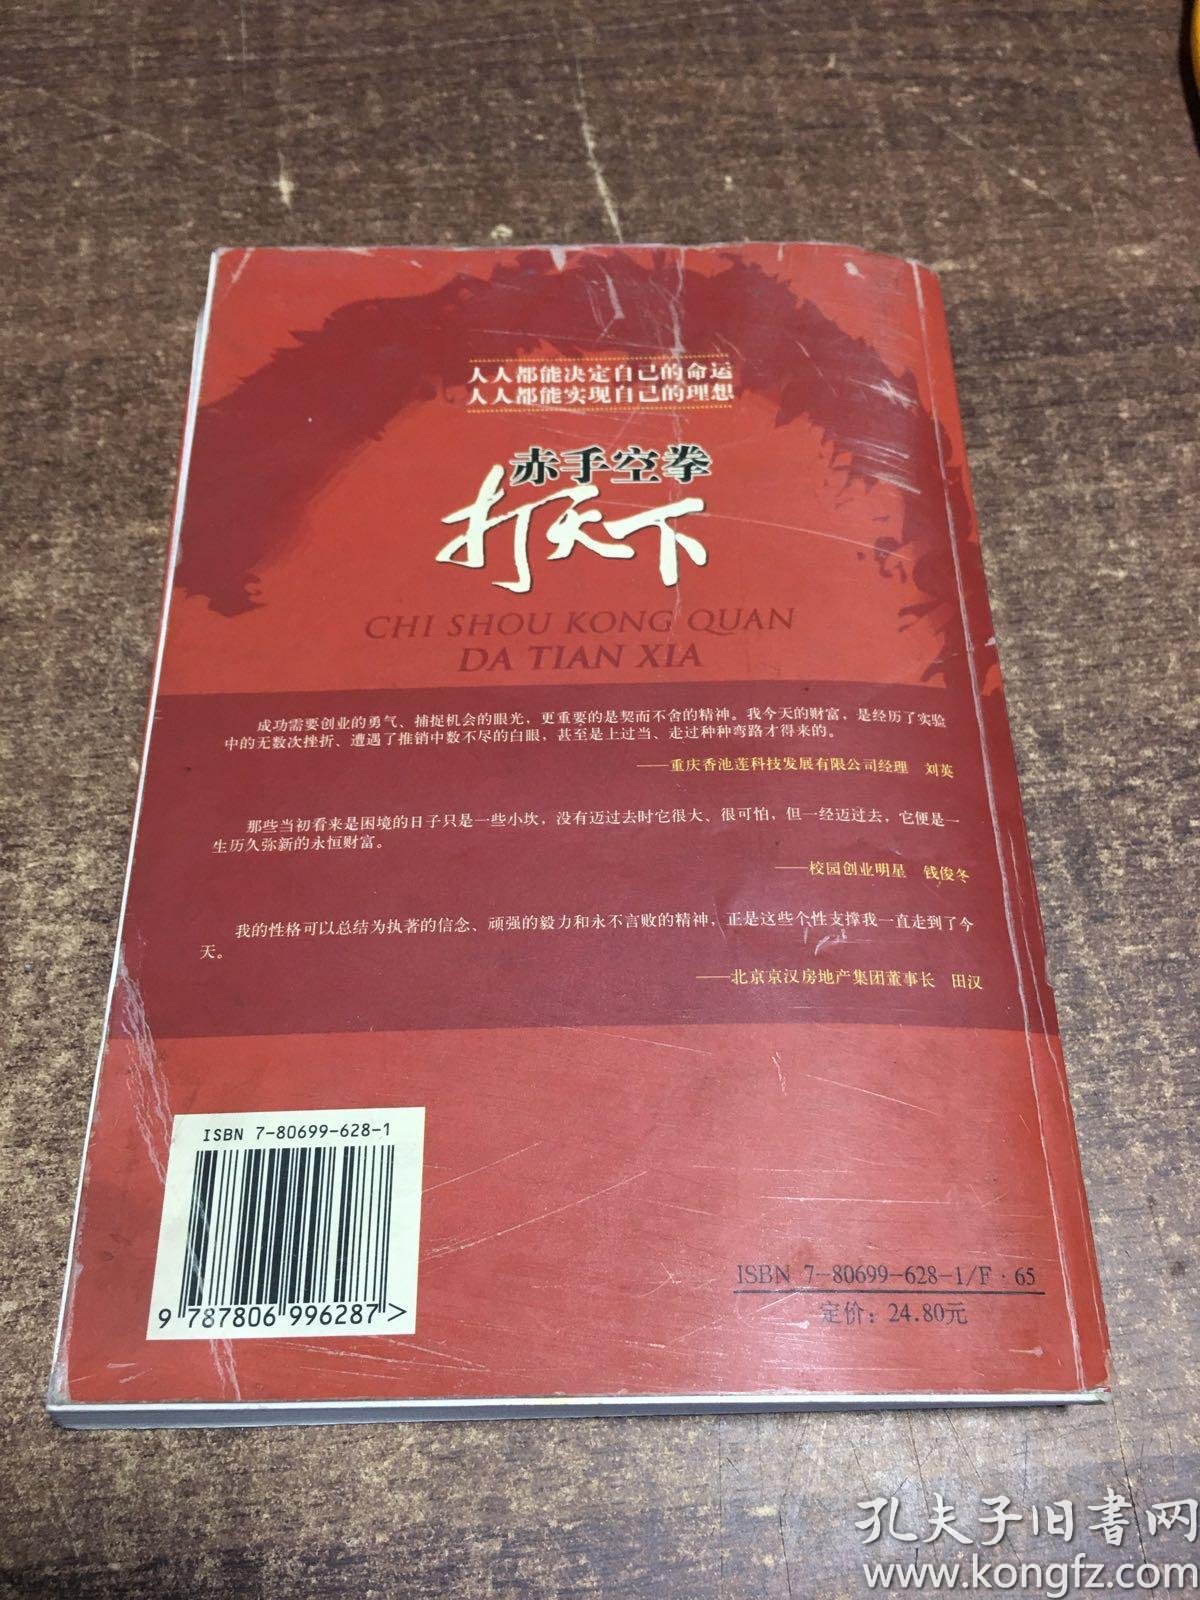 人人都能决定自己的命运
人人都能实现自己的理想
赤手空拳
打天下
CHI SHOU KONG QUAN
DA TIAN XIA
成功需要创业的勇气、捕捉机会的眼光，更重要的是契而不舍的精神。我今天的财富，是经历了实验
中的无数次挫折、遭遇了推销中数不尽的白眼，甚至是上过当、走过种种弯路才得来的。
——重庆香池莲科技发展有限公司经理　刘英
那些当初看来是困境的日子只是一些小坎，没有迈过去时它很大、很可怕，但一经迈过去，它便是一
生历久弥新的永恒财富。
——校园创业明星　钱俊冬
我的性格可以总结为执著的信念、顽强的毅力和永不言败的精神，正是这些个性支撑我一直走到了今
天。
——北京京汉房地产集团董事长　田汉
ISBN 7-80699-628-1
9 787806 996287 >
ISBN 7-80699-628-1/F·65
定价：24.80元
孔夫子旧书网
www.kongfz.com